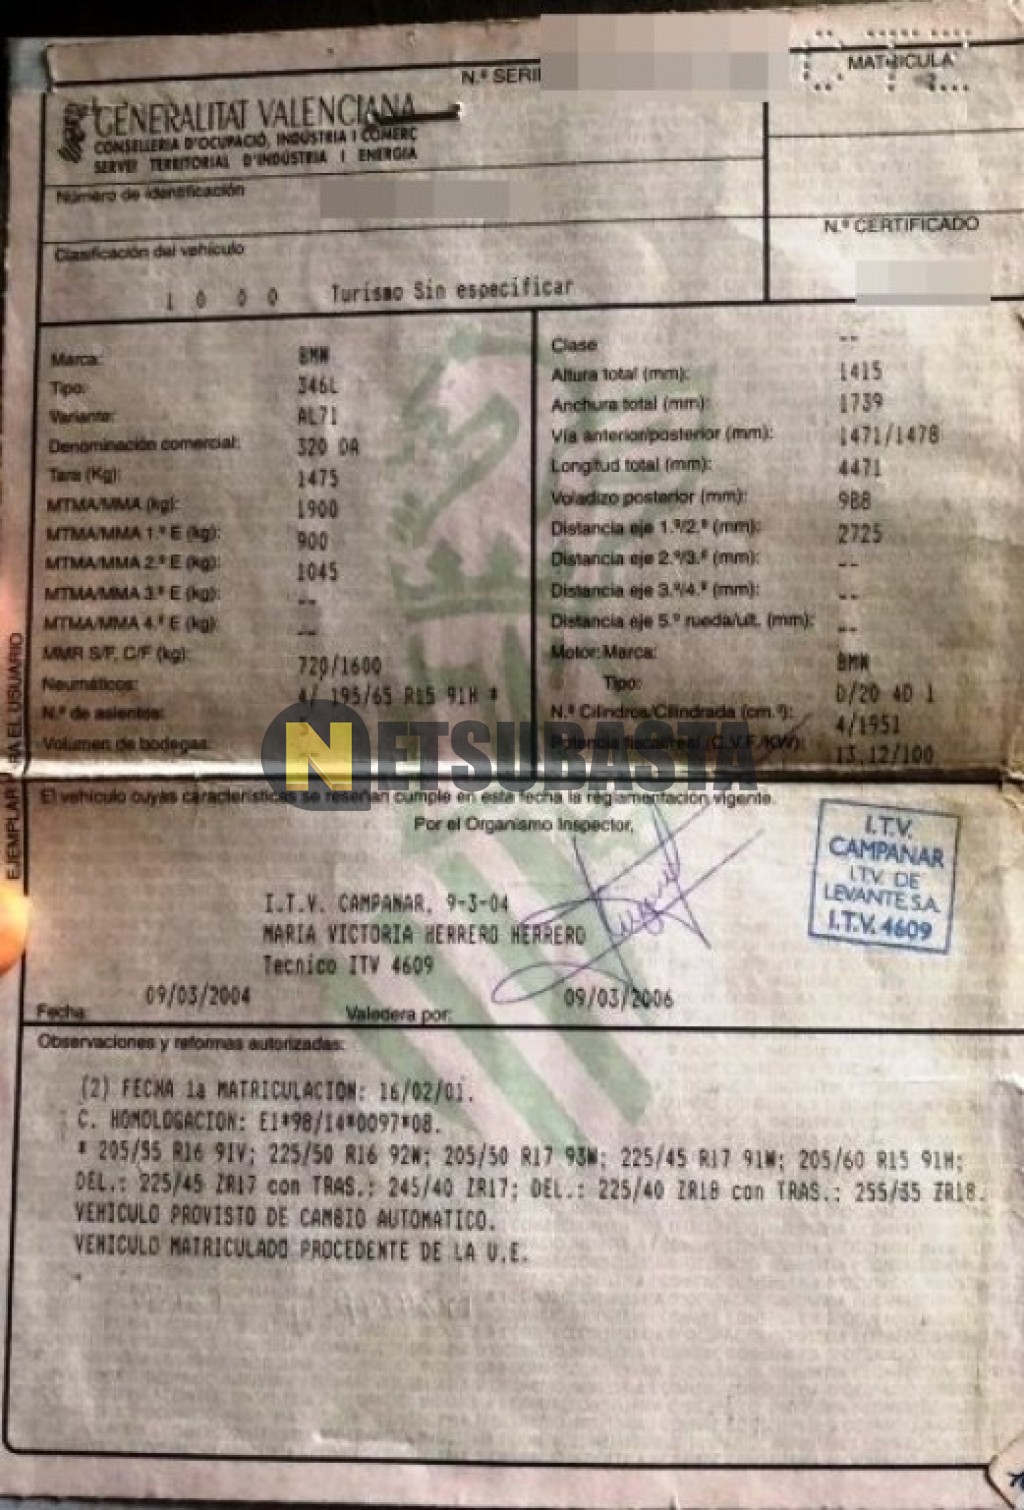 N.º SERI
MATRICULA
GENERALITAT VALENCIANA
CONSELLERIA D'OCUPACIÓ, INDÚSTRIA I COMERÇ
SERVEI TERRITORIAL D'INDÚSTRIA I ENERGIA
Número de identificación
N.º CERTIFICADO
Clasificación del vehículo
1 0 0 0 Turismo Sin especificar
Marca: BMW
Tipo: 346L
Variante: AL71
Denominación comercial: 320 DA
Tara (Kg): 1475
MTMA/MMA (kg): 1900
MTMA/MMA 1.º E (kg): 900
MTMA/MMA 2.º E (kg): 1045
MTMA/MMA 3.º E (kg): --
MTMA/MMA 4.º E (kg): --
MMR S/F, C/F (kg): 720/1600
Neumáticos: 4/ 195/65 R15 91H *
N.º de asientos: 5
Volumen de bodegas: --
Clase --
Altura total (mm): 1415
Anchura total (mm): 1739
Vía anterior/posterior (mm): 1471/1478
Longitud total (mm): 4471
Voladizo posterior (mm): 988
Distancia eje 1.º/2.º (mm): 2725
Distancia eje 2.º/3.º (mm): --
Distancia eje 3.º/4.º (mm): --
Distancia eje 5.º rueda/ult. (mm): --
Motor: Marca: BMW
Tipo: D/20 4D 1
N.º Cilindros/Cilindrada (cm.³): 4/1951
Potencia fiscal/real (C.V.F./KW): 13,12/100
NETSUBASTA
EJEMPLAR PARA EL USUARIO
El vehículo cuyas características se reseñan cumple en esta fecha la reglamentación vigente.
Por el Organismo Inspector,
I.T.V.
CAMPANAR
I.T.V. DE
LEVANTE S.A.
I.T.V. 4609
I.T.V. CAMPANAR, 9-3-04
MARIA VICTORIA HERRERO HERRERO
Tecnico ITV 4609
Fecha: 09/03/2004 Valedera por: 09/03/2006
Observaciones y reformas autorizadas:
(2) FECHA 1a MATRICULACION: 16/02/01.
C. HOMOLOGACION: E1*98/14*0097*08.
* 205/55 R16 91V; 225/50 R16 92W; 205/50 R17 93W; 225/45 R17 91W; 205/60 R15 91H;
DEL.: 225/45 ZR17 con TRAS.: 245/40 ZR17; DEL.: 225/40 ZR18 con TRAS.: 255/35 ZR18.
VEHICULO PROVISTO DE CAMBIO AUTOMATICO.
VEHICULO MATRICULADO PROCEDENTE DE LA U.E.